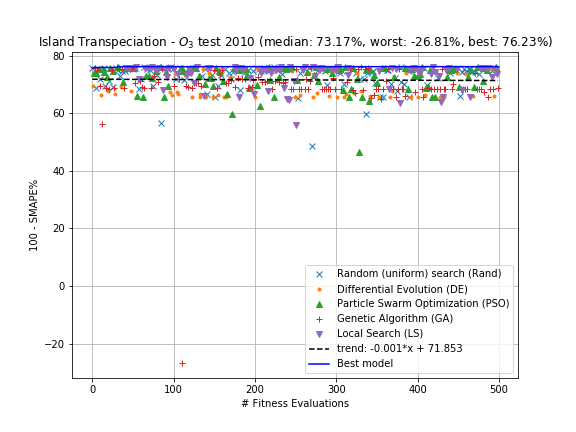 Island Transpeciation - O3 test 2010 (median: 73.17%, worst: -26.81%, best: 76.23%)
80
60
40
20
0
−20
100 - SMAPE%
Random (uniform) search (Rand)
Differential Evolution (DE)
Particle Swarm Optimization (PSO)
Genetic Algorithm (GA)
Local Search (LS)
trend: -0.001*x + 71.853
Best model
0 100 200 300 400 500
# Fitness Evaluations